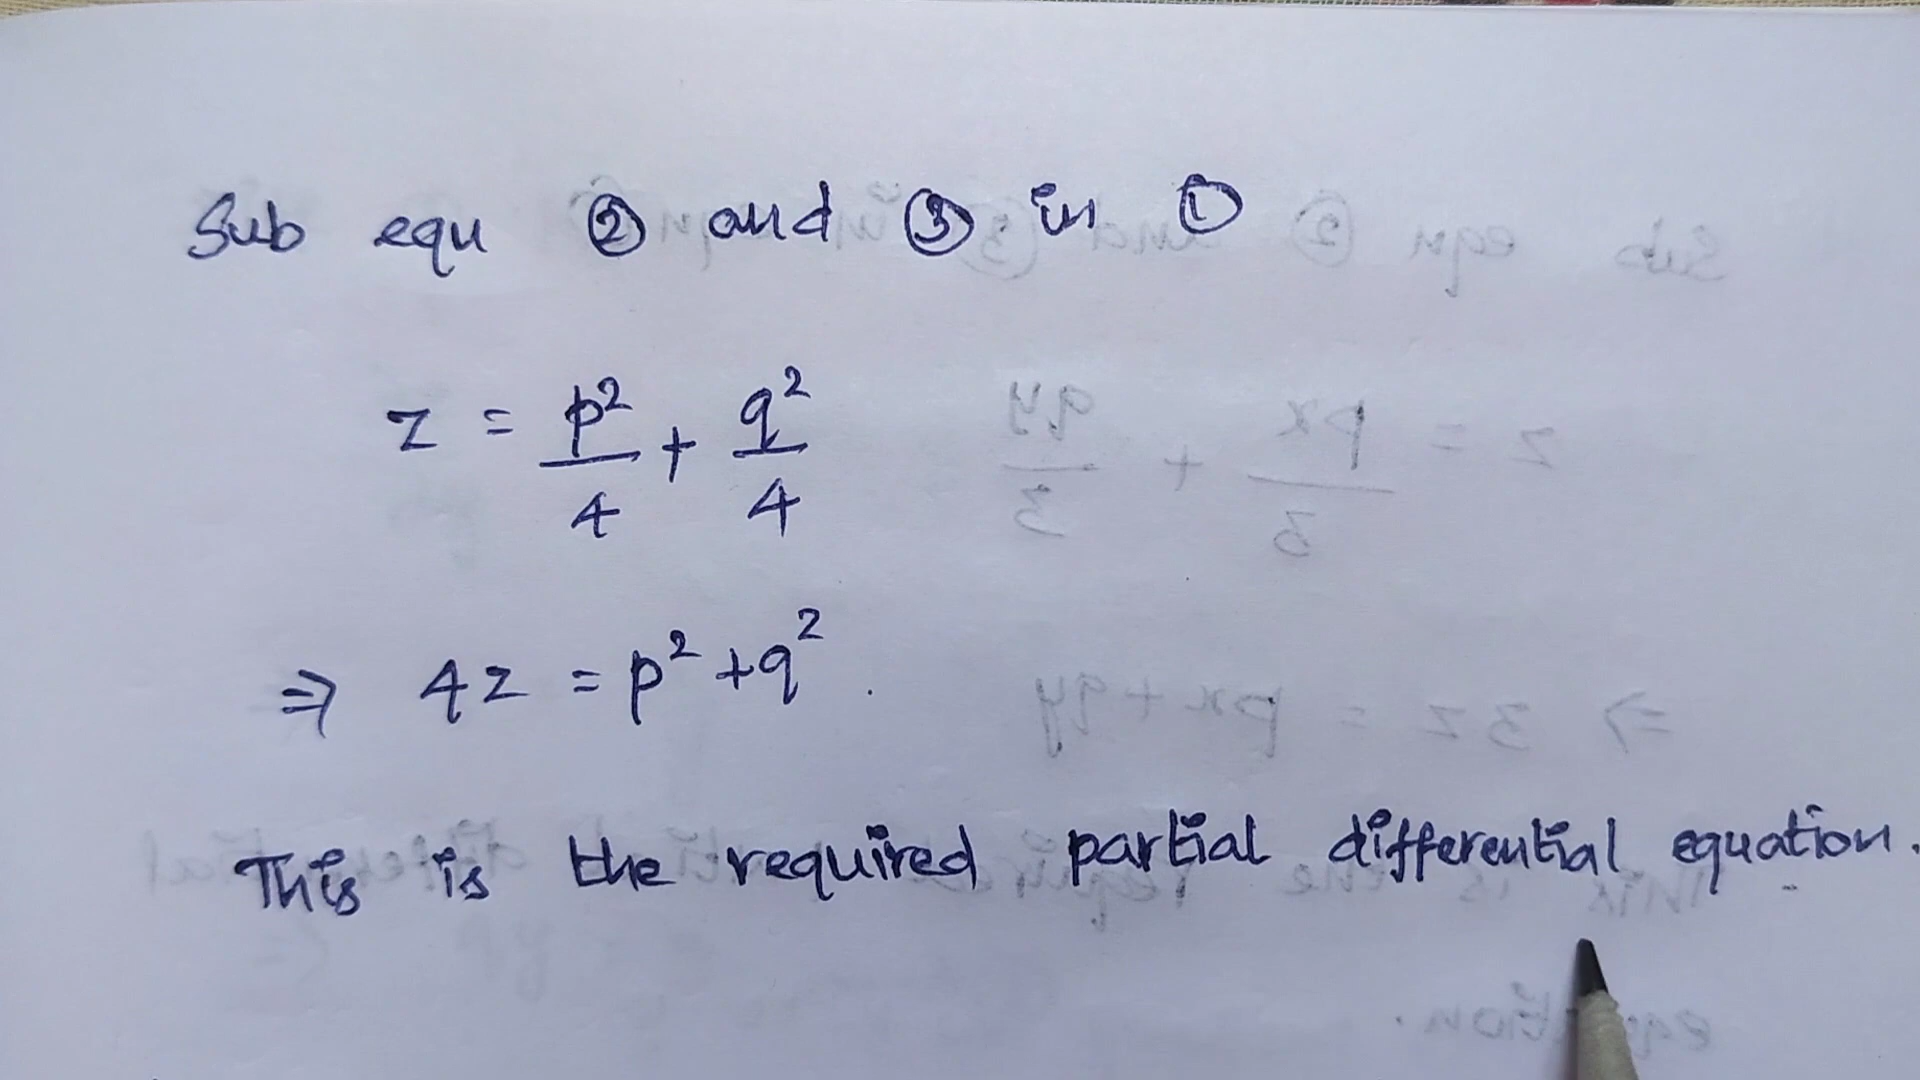 Sub equ ② and ③ in ①
z = p²/4 + q²/4
⇒ 4z = p² + q².
This is the required partial differential equation.